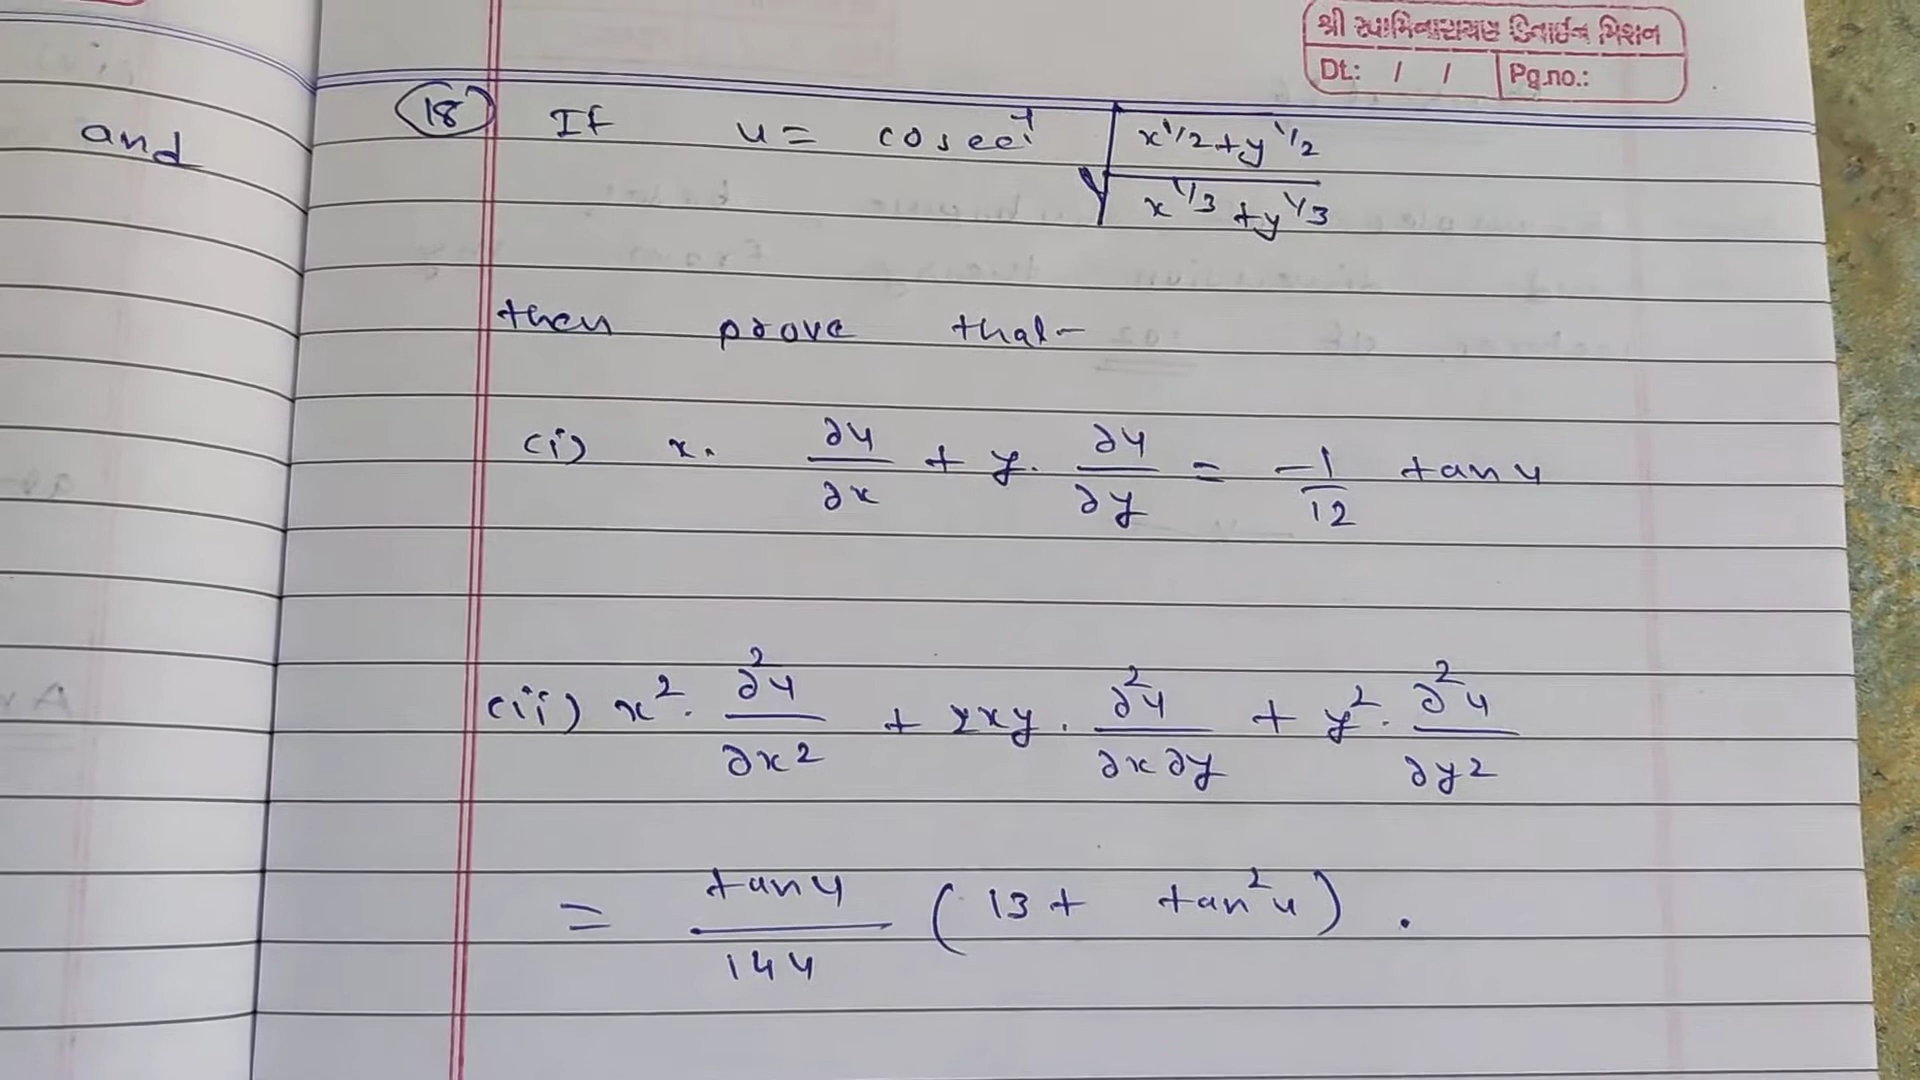 શ્રી સ્વામિનારાયણ ડિવાઈન મિશન
Dt.: / / Pg.no.:
and
(18) If u = cosec⁻¹ √((x^1/2 + y^1/2) / (x^1/3 + y^1/3))
then prove that
(i) x. ∂u/∂x + y. ∂u/∂y = -1/12 tan u
(ii) x². ∂²u/∂x² + 2xy. ∂²u/∂x∂y + y². ∂²u/∂y²
= tan u/144 (13 + tan²u).